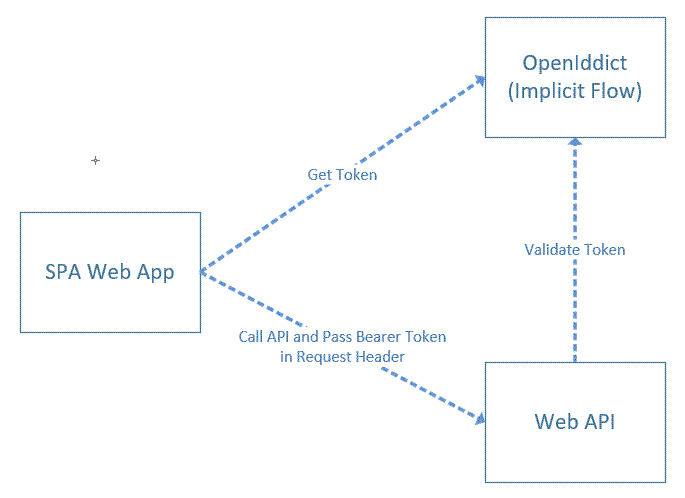 OpenIddict
(Implicit Flow)
Get Token
SPA Web App
Validate Token
Call API and Pass Bearer Token
in Request Header
Web API